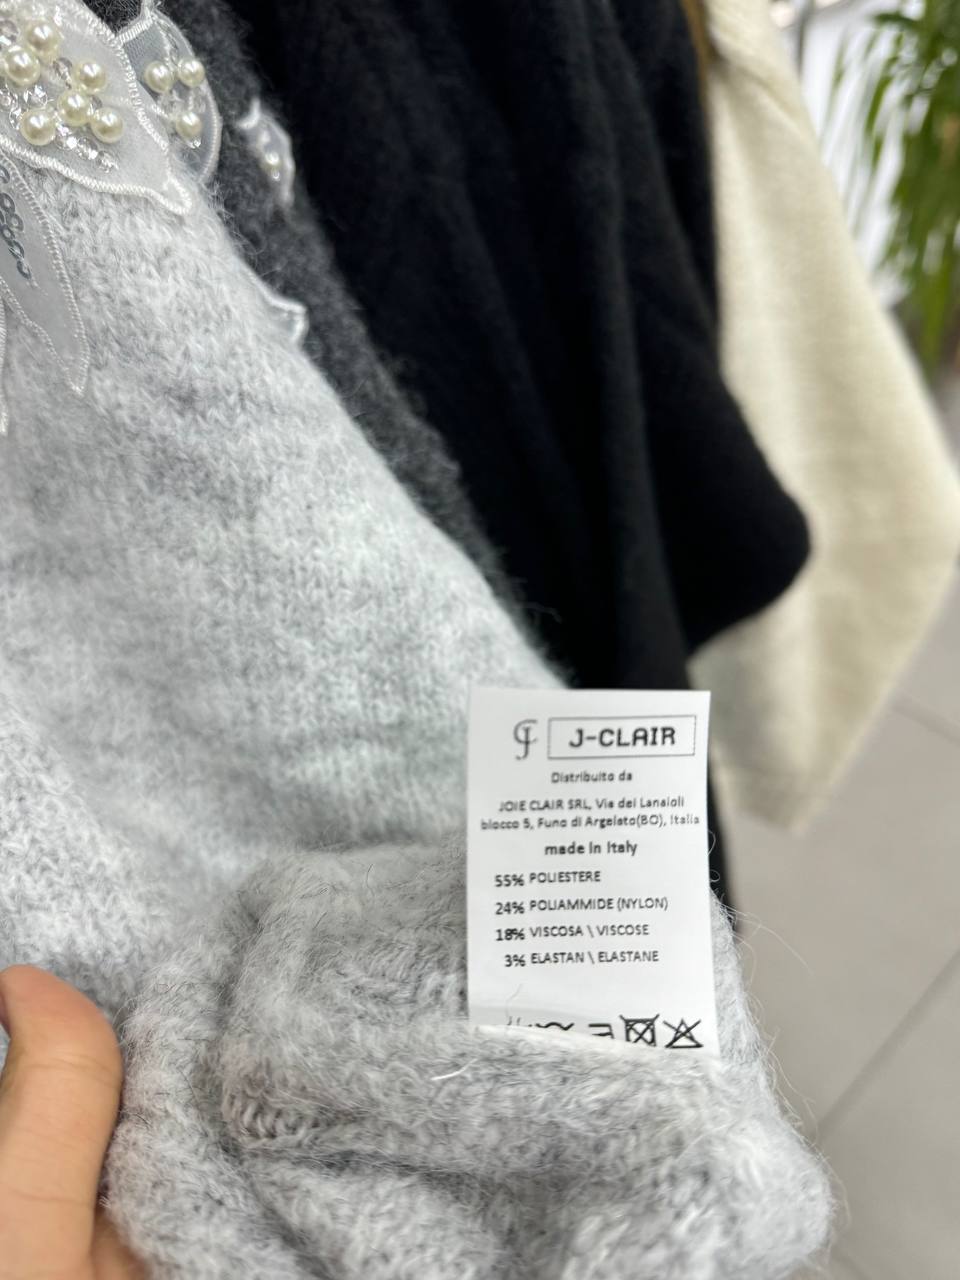 J-CLAIR
Distribuito da
JOIE CLAIR SRL, Via dei Lanaioli
blocco 5, Funo di Argelato(BO), Italia
made in Italy
55% POLIESTERE
24% POLIAMMIDE (NYLON)
18% VISCOSA \ VISCOSE
3% ELASTAN \ ELASTANE